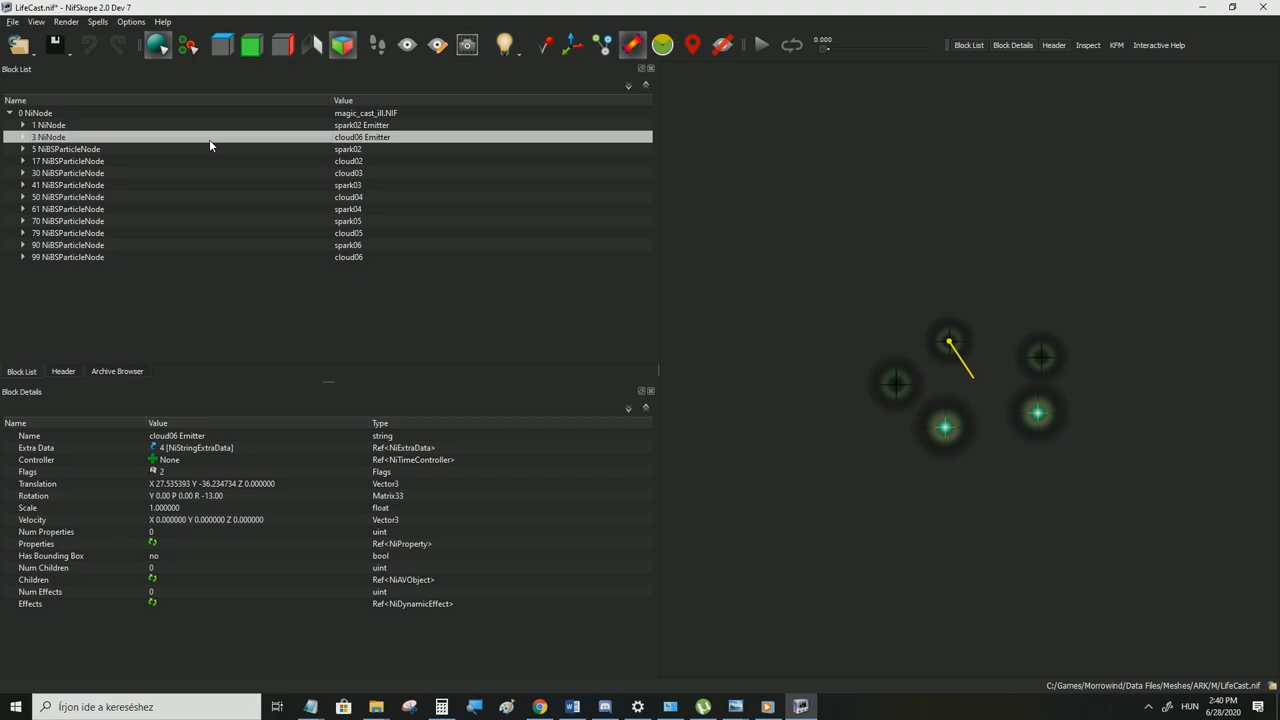 LifeCast.nif* - NifSkope 2.0 Dev 7
File View Render Spells Options Help
0.000
Block List Block Details Header Inspect KFM Interactive Help
Block List
Name Value
0 NiNode magic_cast_ill.NIF
1 NiNode spark02 Emitter
3 NiNode cloud06 Emitter
5 NiBSParticleNode spark02
17 NiBSParticleNode cloud02
30 NiBSParticleNode cloud03
41 NiBSParticleNode spark03
50 NiBSParticleNode cloud04
61 NiBSParticleNode spark04
70 NiBSParticleNode spark05
79 NiBSParticleNode cloud05
90 NiBSParticleNode spark06
99 NiBSParticleNode cloud06
Block List Header Archive Browser
Block Details
Name Value Type
Name cloud06 Emitter string
Extra Data 4 [NiStringExtraData] Ref<NiExtraData>
Controller None Ref<NiTimeController>
Flags 2 Flags
Translation X 27.535393 Y -36.234734 Z 0.000000 Vector3
Rotation Y 0.00 P 0.00 R -13.00 Matrix33
Scale 1.000000 float
Velocity X 0.000000 Y 0.000000 Z 0.000000 Vector3
Num Properties 0 uint
Properties Ref<NiProperty>
Has Bounding Box no bool
Num Children 0 uint
Children Ref<NiAVObject>
Num Effects 0 uint
Effects Ref<NiDynamicEffect>
C:/Games/Morrowind/Data Files/Meshes/ARK/M/LifeCast.nif
Írjon ide a kereséshez
HUN
2:40 PM
6/28/2020